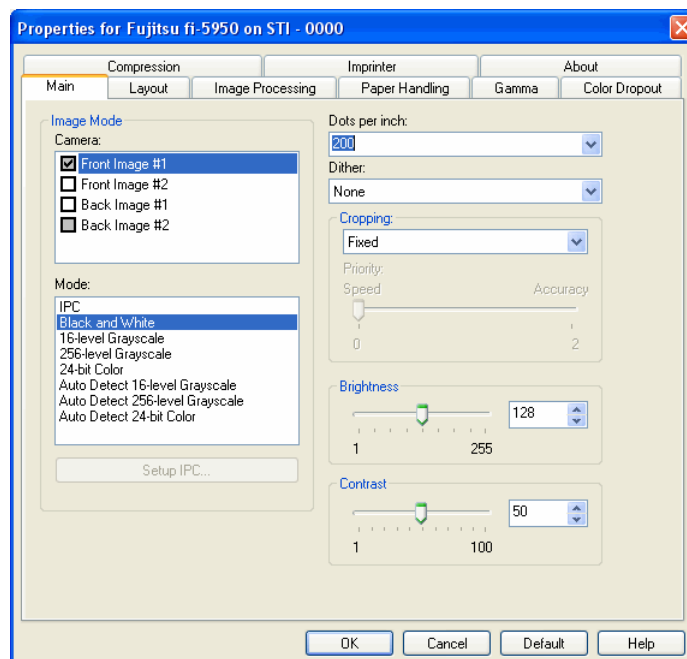 Properties for Fujitsu fi-5950 on STI - 0000
Compression Imprinter About
Main Layout Image Processing Paper Handling Gamma Color Dropout
Image Mode
Camera:
Front Image #1
Front Image #2
Back Image #1
Back Image #2
Mode:
IPC
Black and White
16-level Grayscale
256-level Grayscale
24-bit Color
Auto Detect 16-level Grayscale
Auto Detect 256-level Grayscale
Auto Detect 24-bit Color
Setup IPC...
Dots per inch:
200
Dither:
None
Cropping:
Fixed
Priority:
Speed Accuracy
0 2
Brightness
128
1 255
Contrast
50
1 100
OK Cancel Default Help